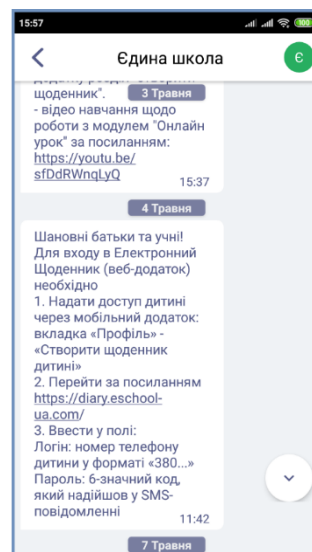 15:57
100
Єдина школа
Є
додатку розділ "Створити
щоденник".
3 Травня
- відео навчання щодо
роботи з модулем "Онлайн
урок" за посиланням:
https://youtu.be/
sfDdRWnqLyQ
15:37
4 Травня
Шановні батьки та учні!
Для входу в Електронний
Щоденник (веб-додаток)
необхідно
1. Надати доступ дитині
через мобільний додаток:
вкладка «Профіль» -
«Створити щоденник
дитині»
2. Перейти за посиланням
https://diary.eschool-
ua.com/
3. Ввести у полі:
Логін: номер телефону
дитини у форматі «380...»
Пароль: 6-значний код,
який надійшов у SMS-
повідомленні
11:42
7 Травня